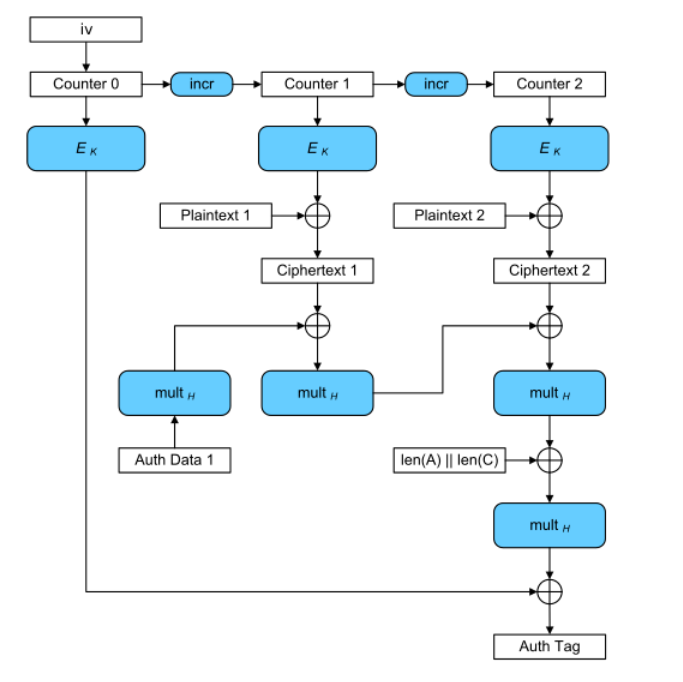 iv
Counter 0
incr
Counter 1
incr
Counter 2
E K
E K
E K
Plaintext 1
Plaintext 2
Ciphertext 1
Ciphertext 2
mult H
mult H
mult H
Auth Data 1
len(A) || len(C)
mult H
Auth Tag